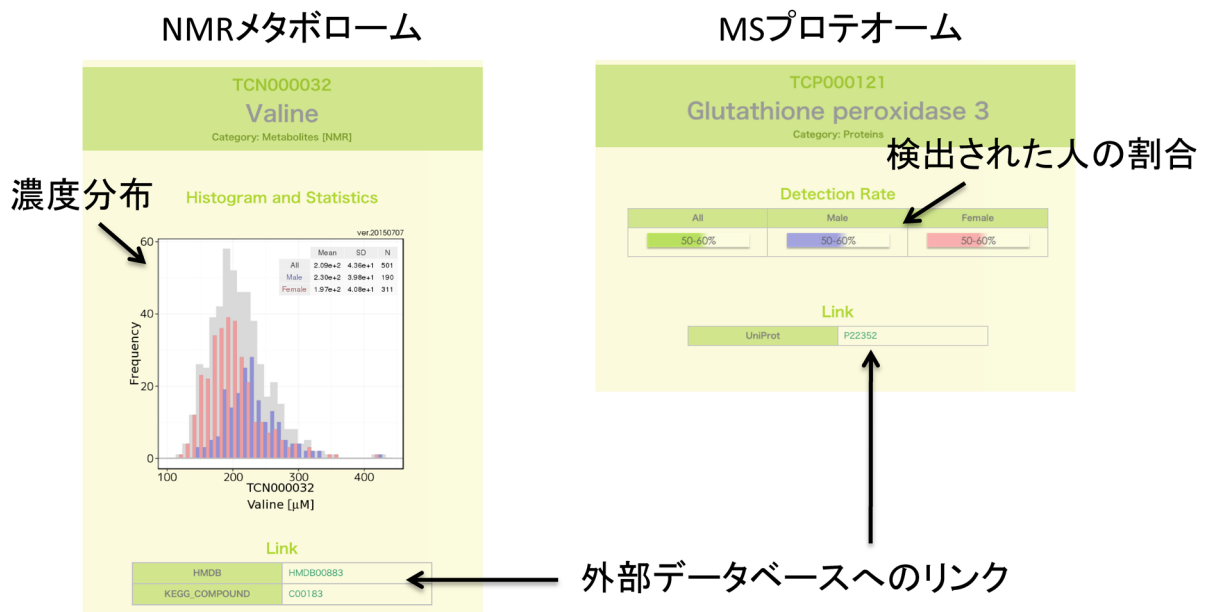 NMRメタボローム
TCN000032
Valine
Category: Metabolites [NMR]
濃度分布
Histogram and Statistics
ver.20150707
Mean SD N
All 2.09e+2 4.36e+1 501
Male 2.30e+2 3.98e+1 190
Female 1.97e+2 4.08e+1 311
Frequency
60
40
20
0
100 200 300 400
TCN000032
Valine [μM]
Link
HMDB HMDB00883
KEGG_COMPOUND C00183
MSプロテオーム
TCP000121
Glutathione peroxidase 3
Category: Proteins
検出された人の割合
Detection Rate
All Male Female
50-60% 50-60% 50-60%
Link
UniProt P22352
外部データベースへのリンク